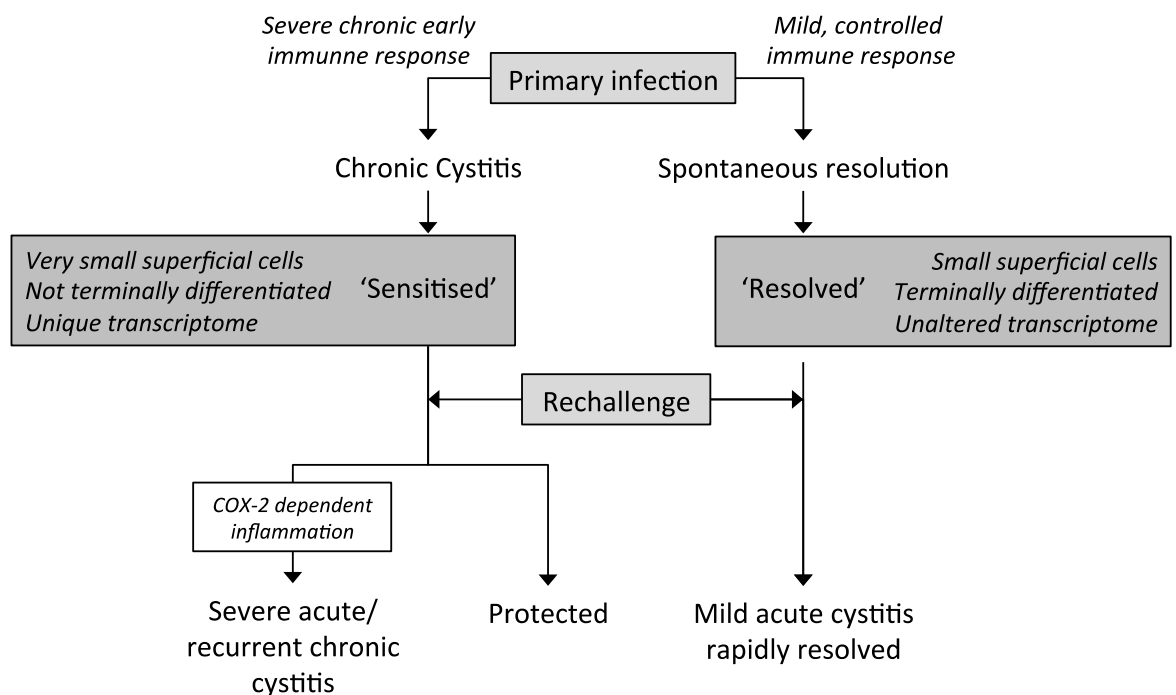 Severe chronic early
immunne response
Mild, controlled
immune response
Primary infection
Chronic Cystitis
Spontaneous resolution
Very small superficial cells
Not terminally differentiated
Unique transcriptome
‘Sensitised’
‘Resolved’
Small superficial cells
Terminally differentiated
Unaltered transcriptome
Rechallenge
COX-2 dependent
inflammation
Severe acute/
recurrent chronic
cystitis
Protected
Mild acute cystitis
rapidly resolved